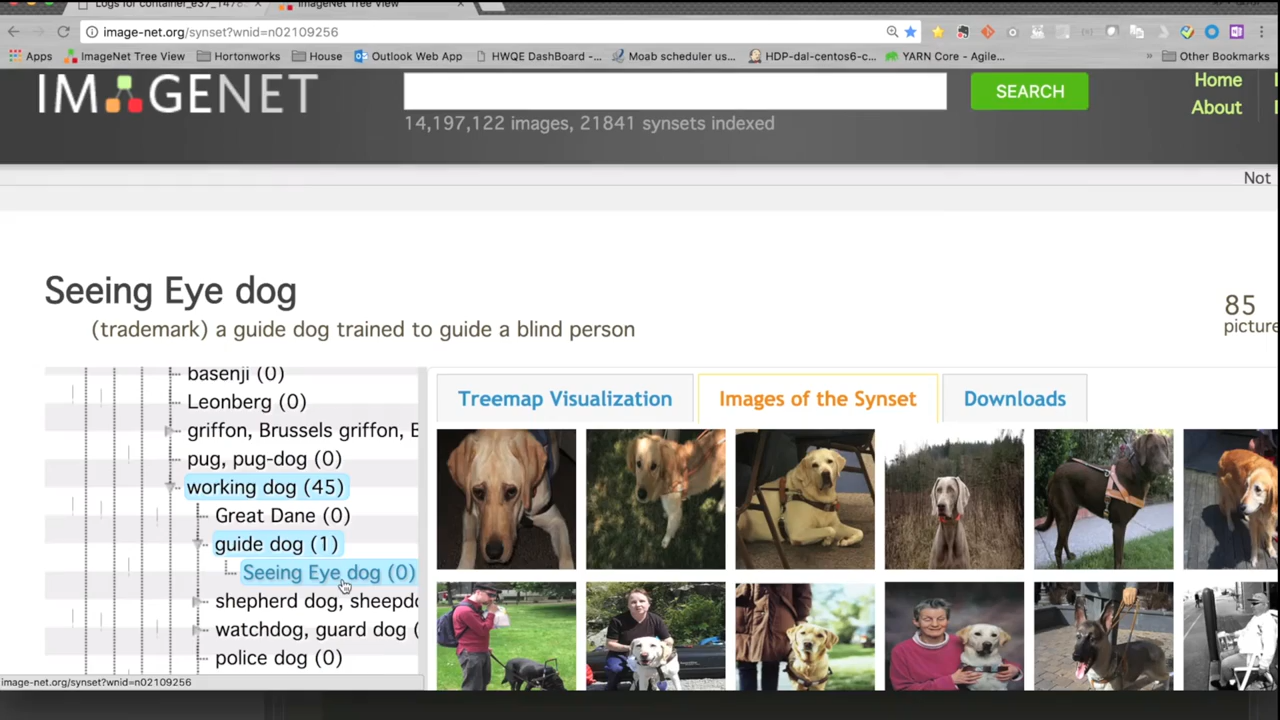 Logs for container_e37_1478
ImageNet Tree View
image-net.org/synset?wnid=n02109256
Apps
ImageNet Tree View
Hortonworks
House
Outlook Web App
HWQE DashBoard -...
Moab scheduler us...
HDP-dal-centos6-c...
YARN Core - Agile...
»
Other Bookmarks
IMAGENET
SEARCH
Home
14,197,122 images, 21841 synsets indexed
About
Not
Seeing Eye dog
85
(trademark) a guide dog trained to guide a blind person
picture
basenji (0)
Leonberg (0)
griffon, Brussels griffon, B
pug, pug-dog (0)
working dog (45)
Great Dane (0)
guide dog (1)
Seeing Eye dog (0)
shepherd dog, sheepdo
watchdog, guard dog (
police dog (0)
Treemap Visualization
Images of the Synset
Downloads
image-net.org/synset?wnid=n02109256